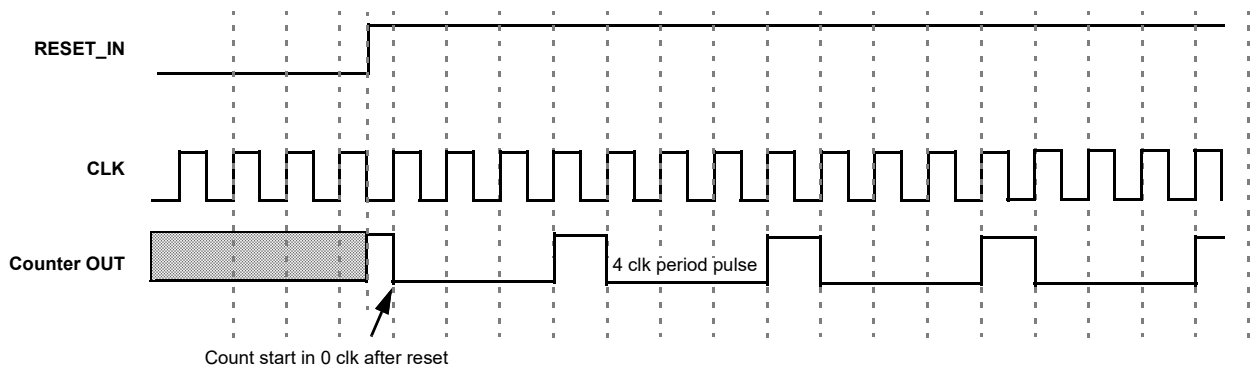 RESET_IN
CLK
Counter OUT
4 clk period pulse
Count start in 0 clk after reset